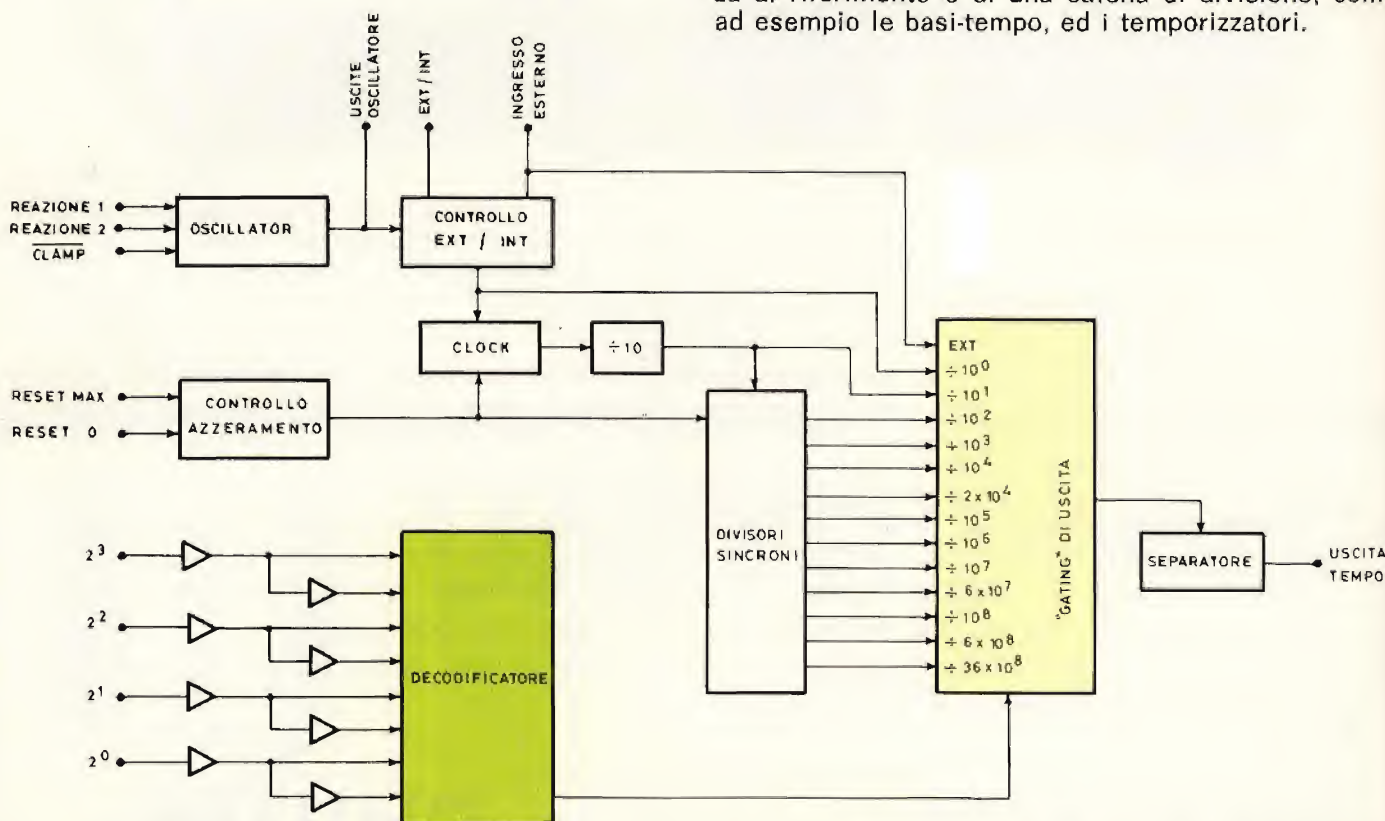 ad esempio le basi-tempo, ed i temporizzatori.
USCITE
OSCILLATORE
EXT / INT
INGRESSO
ESTERNO
REAZIONE 1
REAZIONE 2
CLAMP
OSCILLATOR
CONTROLLO
EXT / INT
CLOCK
÷10
RESET MAX
RESET 0
CONTROLLO
AZZERAMENTO
DIVISORI
SINCRONI
EXT
÷ 10⁰
÷ 10¹
÷ 10²
÷ 10³
÷ 10⁴
÷ 2 x 10⁴
÷ 10⁵
÷ 10⁶
÷ 10⁷
÷ 6 x 10⁷
÷ 10⁸
÷ 6 x 10⁸
÷ 36 x 10⁸
"GATING" DI USCITA
SEPARATORE
USCITA
TEMPO
2³
2²
2¹
2⁰
DECODIFICATORE